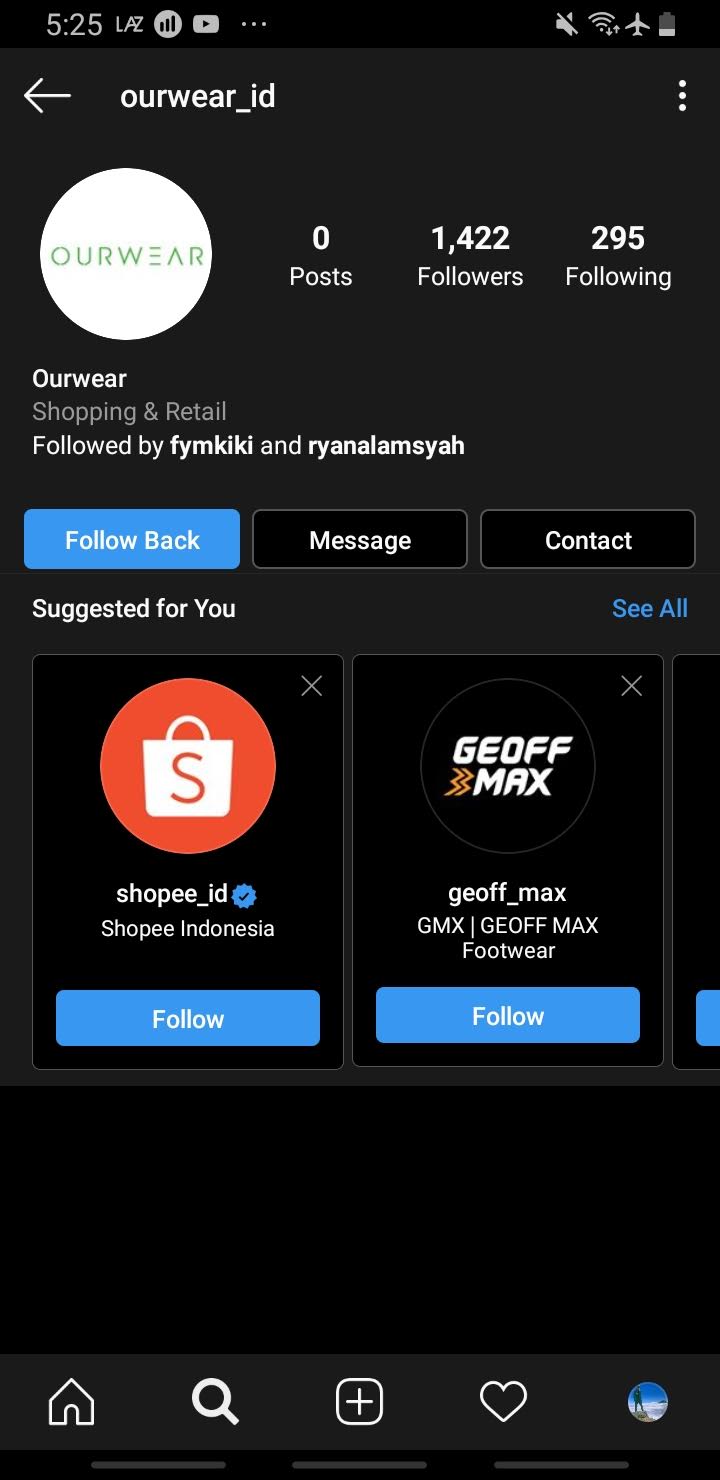 5:25 LAZ
ourwear_id
OURWEAR
0 1,422 295
Posts Followers Following
Ourwear
Shopping & Retail
Followed by fymkiki and ryanalamsyah
Follow Back Message Contact
Suggested for You See All
S
GEOFF
MAX
shopee_id
Shopee Indonesia
Follow
geoff_max
GMX | GEOFF MAX
Footwear
Follow